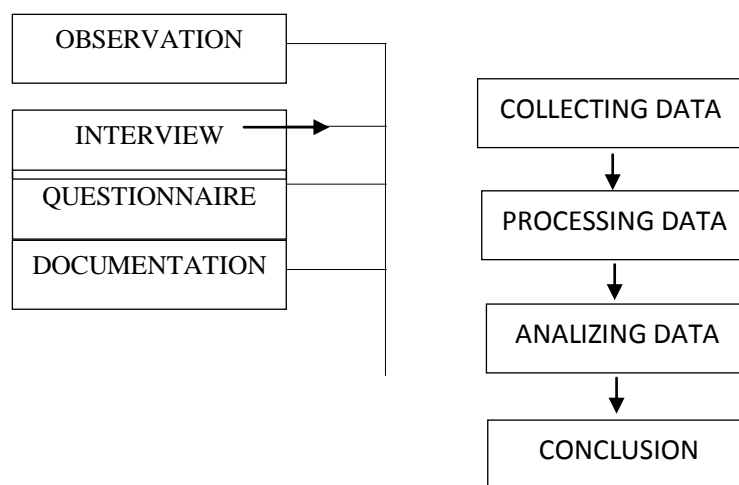 OBSERVATION
INTERVIEW
QUESTIONNAIRE
DOCUMENTATION
COLLECTING DATA
PROCESSING DATA
ANALIZING DATA
CONCLUSION